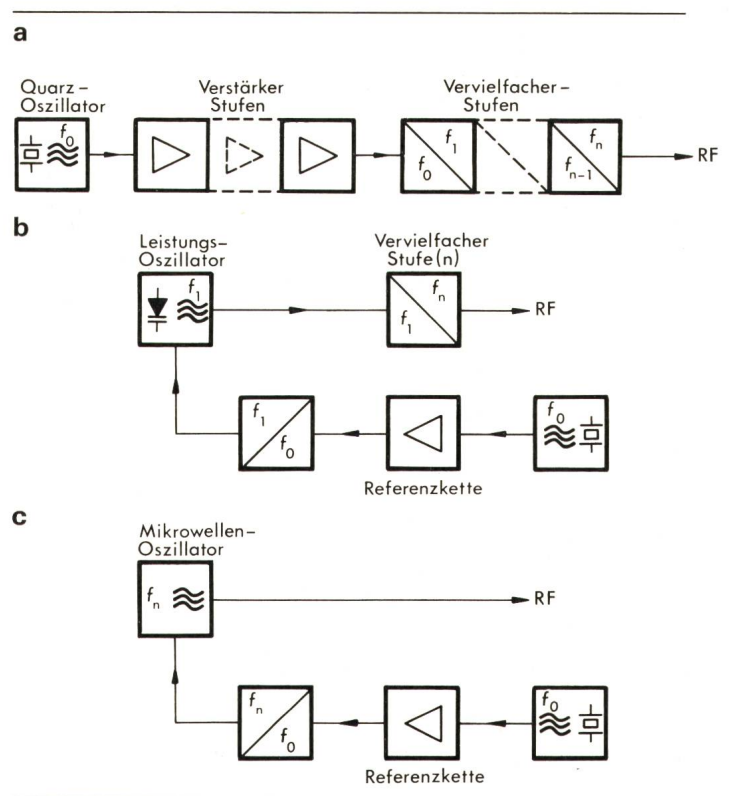 a
Quarz-
Oszillator
Verstärker
Stufen
Vervielfacher-
Stufen
f₀
f₁
f₀
fₙ
fₙ₋₁
RF
b
Leistungs-
Oszillator
Vervielfacher
Stufe(n)
f₁
fₙ
f₁
RF
f₁
f₀
f₀
Referenzkette
c
Mikrowellen-
Oszillator
fₙ
RF
fₙ
f₀
f₀
Referenzkette